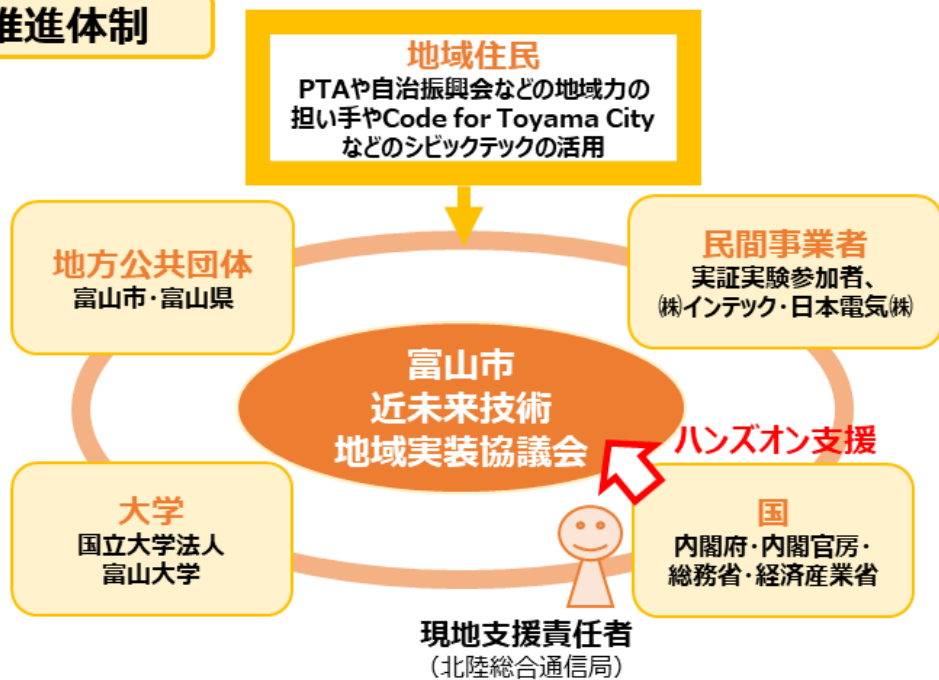 推進体制
地域住民
PTAや自治振興会などの地域力の
担い手やCode for Toyama City
などのシビックテックの活用
地方公共団体
富山市・富山県
民間事業者
実証実験参加者、
㈱インテック・日本電気㈱
富山市
近未来技術
地域実装協議会
ハンズオン支援
大学
国立大学法人
富山大学
国
内閣府・内閣官房・
総務省・経済産業省
現地支援責任者
（北陸総合通信局）